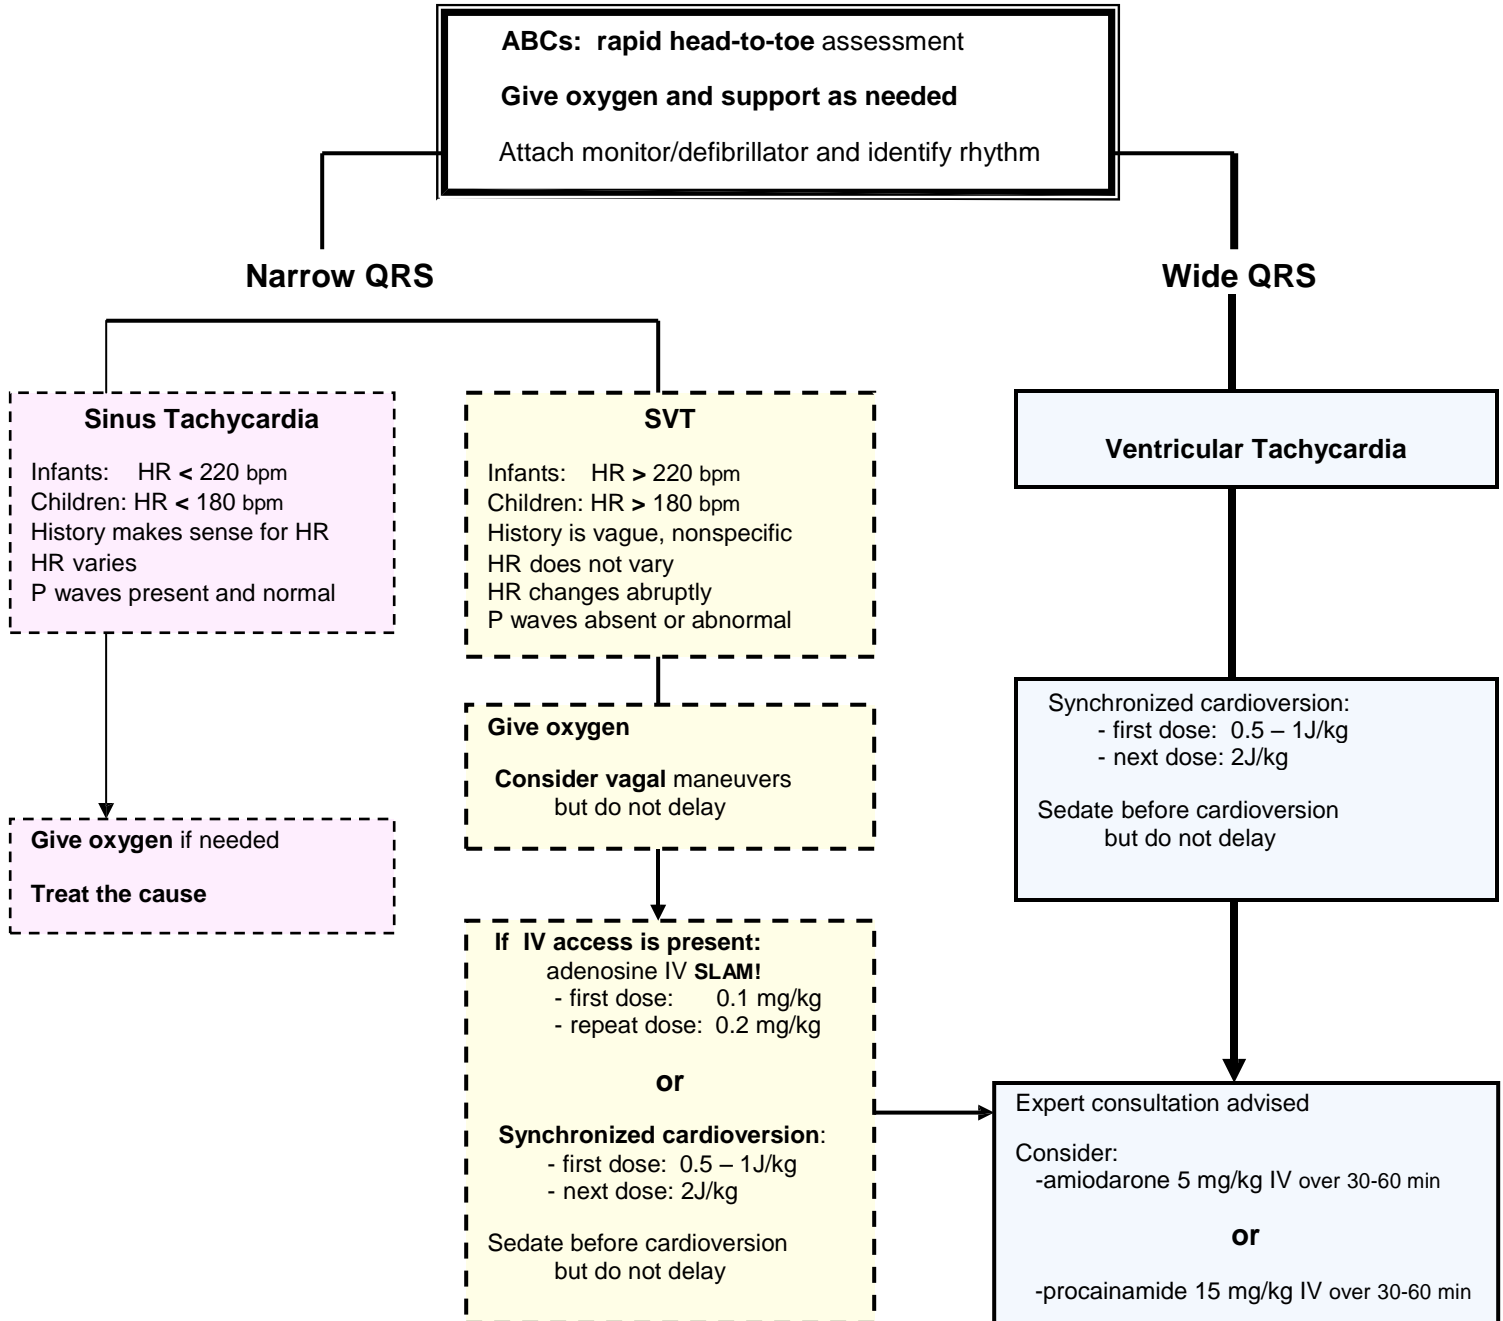 ABCs: rapid head-to-toe assessment
Give oxygen and support as needed
Attach monitor/defibrillator and identify rhythm
Narrow QRS
Wide QRS
Sinus Tachycardia
Infants: HR < 220 bpm
Children: HR < 180 bpm
History makes sense for HR
HR varies
P waves present and normal
Give oxygen if needed
Treat the cause
SVT
Infants: HR > 220 bpm
Children: HR > 180 bpm
History is vague, nonspecific
HR does not vary
HR changes abruptly
P waves absent or abnormal
Give oxygen
Consider vagal maneuvers
but do not delay
If IV access is present:
adenosine IV SLAM!
- first dose: 0.1 mg/kg
- repeat dose: 0.2 mg/kg
or
Synchronized cardioversion:
- first dose: 0.5 – 1J/kg
- next dose: 2J/kg
Sedate before cardioversion
but do not delay
Ventricular Tachycardia
Synchronized cardioversion:
- first dose: 0.5 – 1J/kg
- next dose: 2J/kg
Sedate before cardioversion
but do not delay
Expert consultation advised
Consider:
-amiodarone 5 mg/kg IV over 30-60 min
or
-procainamide 15 mg/kg IV over 30-60 min